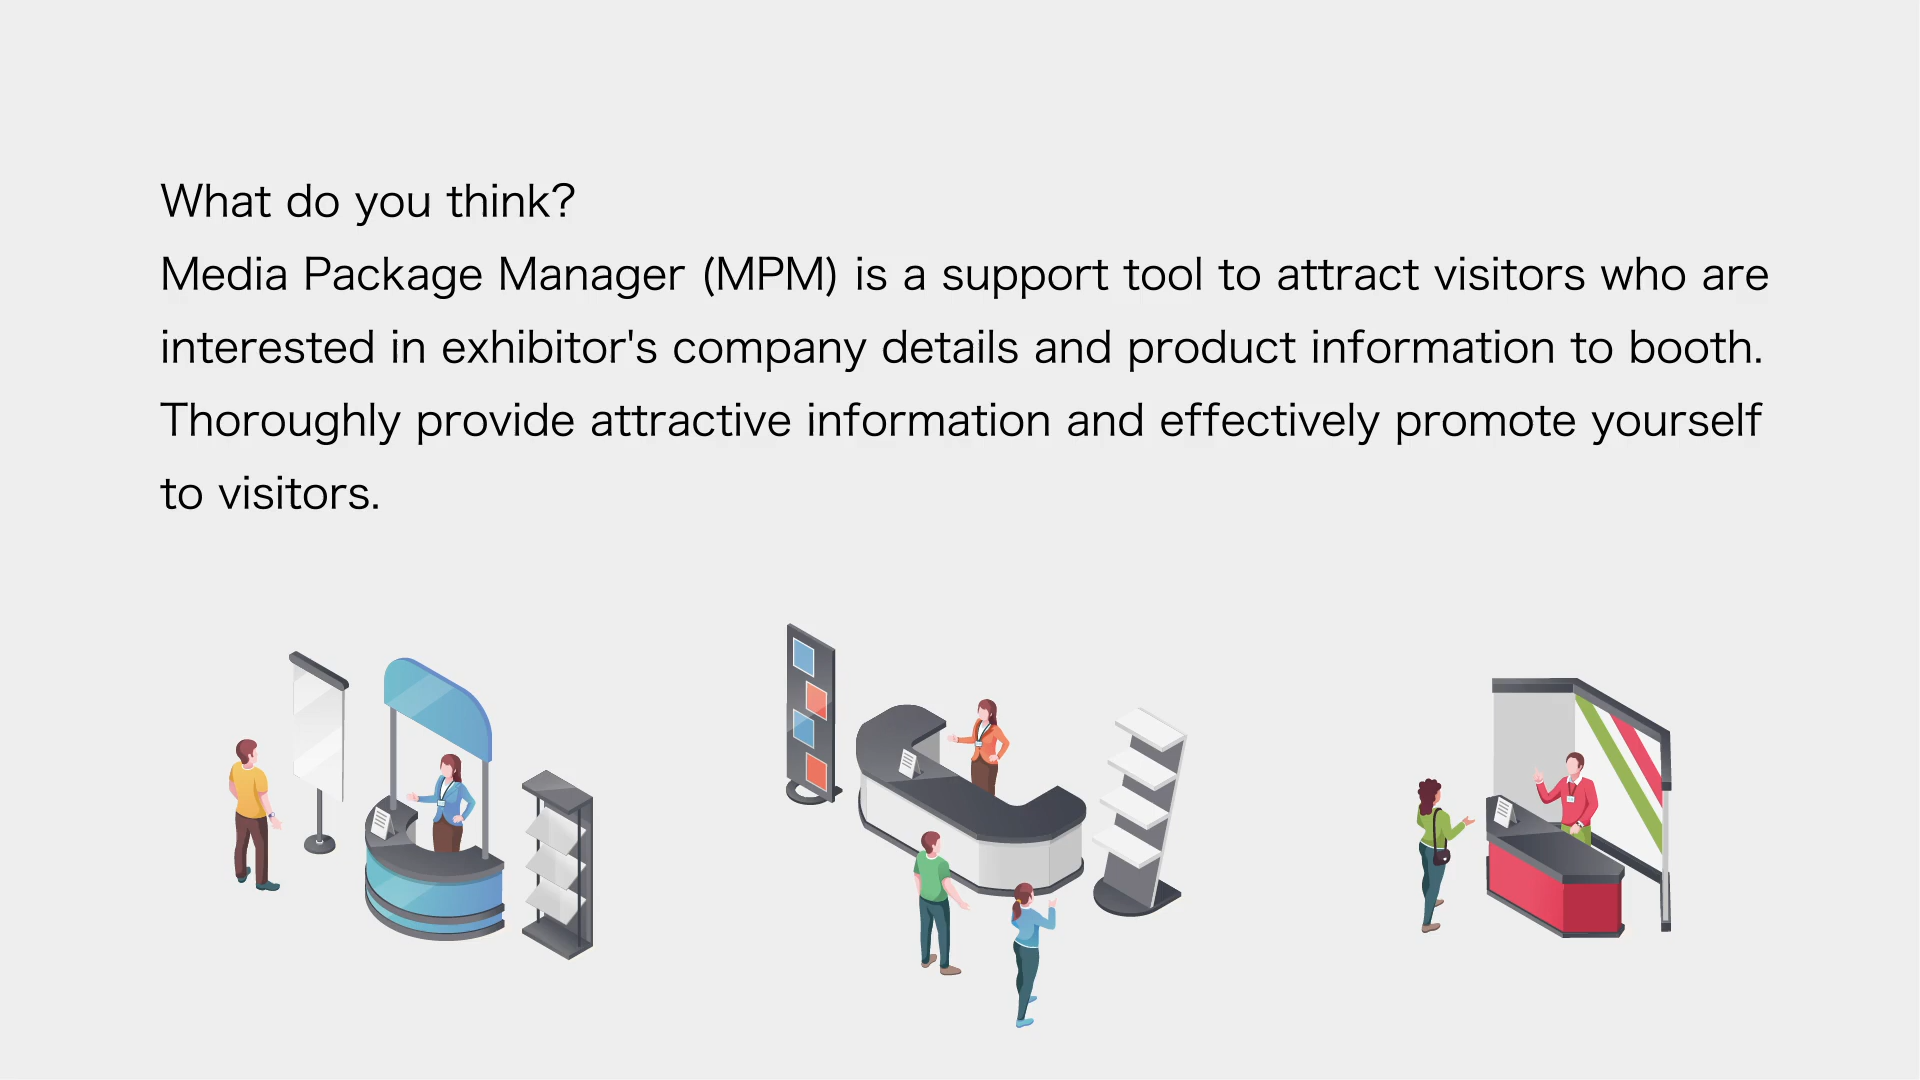 What do you think?
Media Package Manager (MPM) is a support tool to attract visitors who are
interested in exhibitor's company details and product information to booth.
Thoroughly provide attractive information and effectively promote yourself
to visitors.